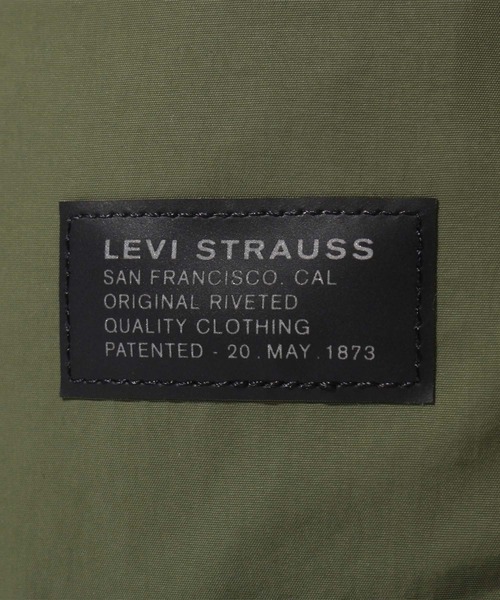 LEVI STRAUSS
SAN FRANCISCO. CAL
ORIGINAL RIVETED
QUALITY CLOTHING
PATENTED - 20 . MAY . 1873